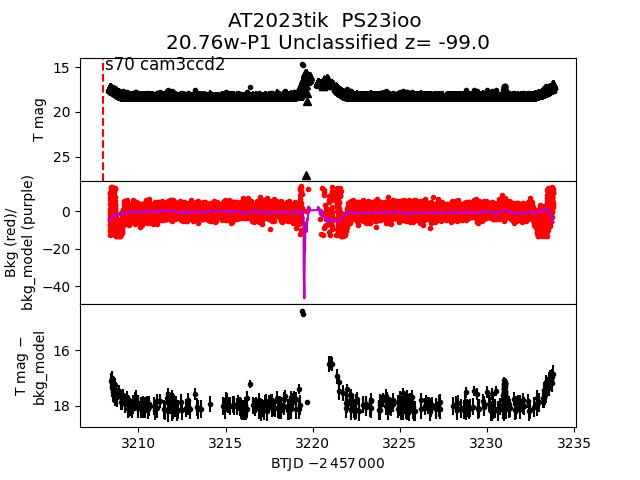 AT2023tik  PS23ioo
20.76w-P1 Unclassified z= -99.0
s70 cam3ccd2
15
20
25
T mag
0
−20
−40
Bkg (red)/
bkg_model (purple)
16
18
T mag −
bkg_model
3210
3215
3220
3225
3230
3235
BTJD −2 457 000